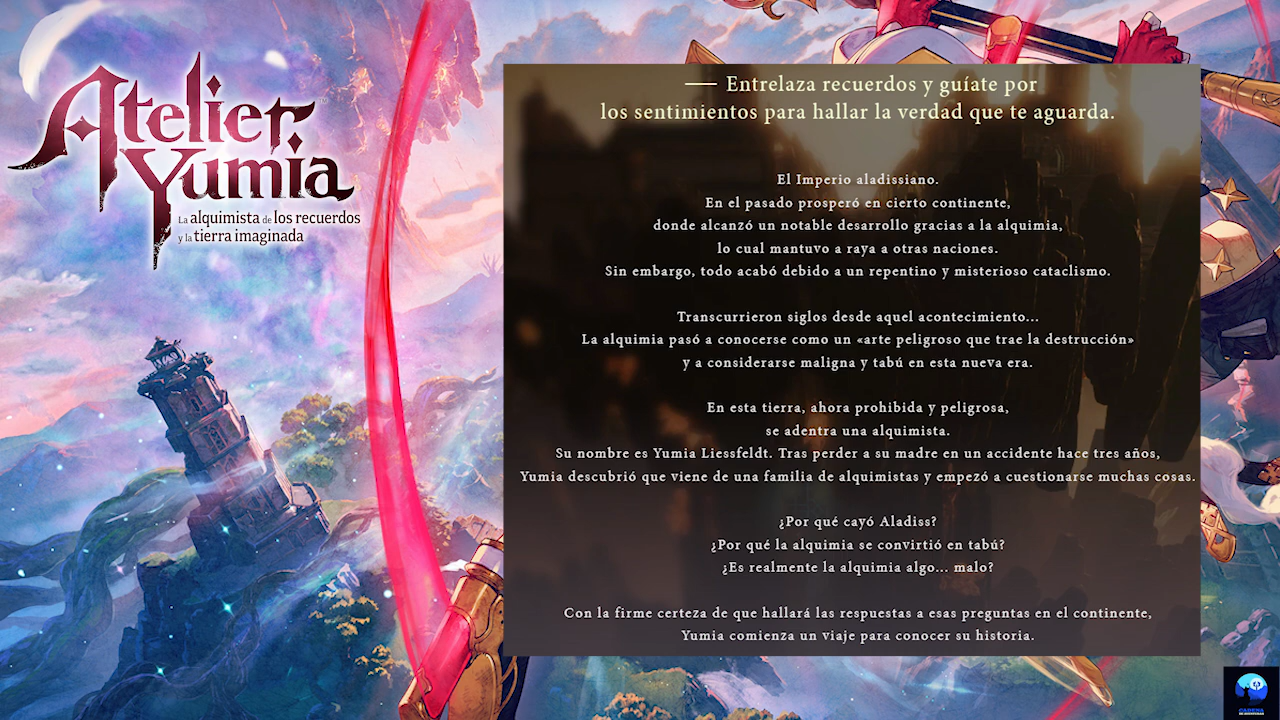 Atelier
Yumia
La alquimista de los recuerdos
y la tierra imaginada
── Entrelaza recuerdos y guíate por
los sentimientos para hallar la verdad que te aguarda.
El Imperio aladissiano.
En el pasado prosperó en cierto continente,
donde alcanzó un notable desarrollo gracias a la alquimia,
lo cual mantuvo a raya a otras naciones.
Sin embargo, todo acabó debido a un repentino y misterioso cataclismo.
Transcurrieron siglos desde aquel acontecimiento...
La alquimia pasó a conocerse como un «arte peligroso que trae la destrucción»
y a considerarse maligna y tabú en esta nueva era.
En esta tierra, ahora prohibida y peligrosa,
se adentra una alquimista.
Su nombre es Yumia Liessfeldt. Tras perder a su madre en un accidente hace tres años,
Yumia descubrió que viene de una familia de alquimistas y empezó a cuestionarse muchas cosas.
¿Por qué cayó Aladiss?
¿Por qué la alquimia se convirtió en tabú?
¿Es realmente la alquimia algo... malo?
Con la firme certeza de que hallará las respuestas a esas preguntas en el continente,
Yumia comienza un viaje para conocer su historia.